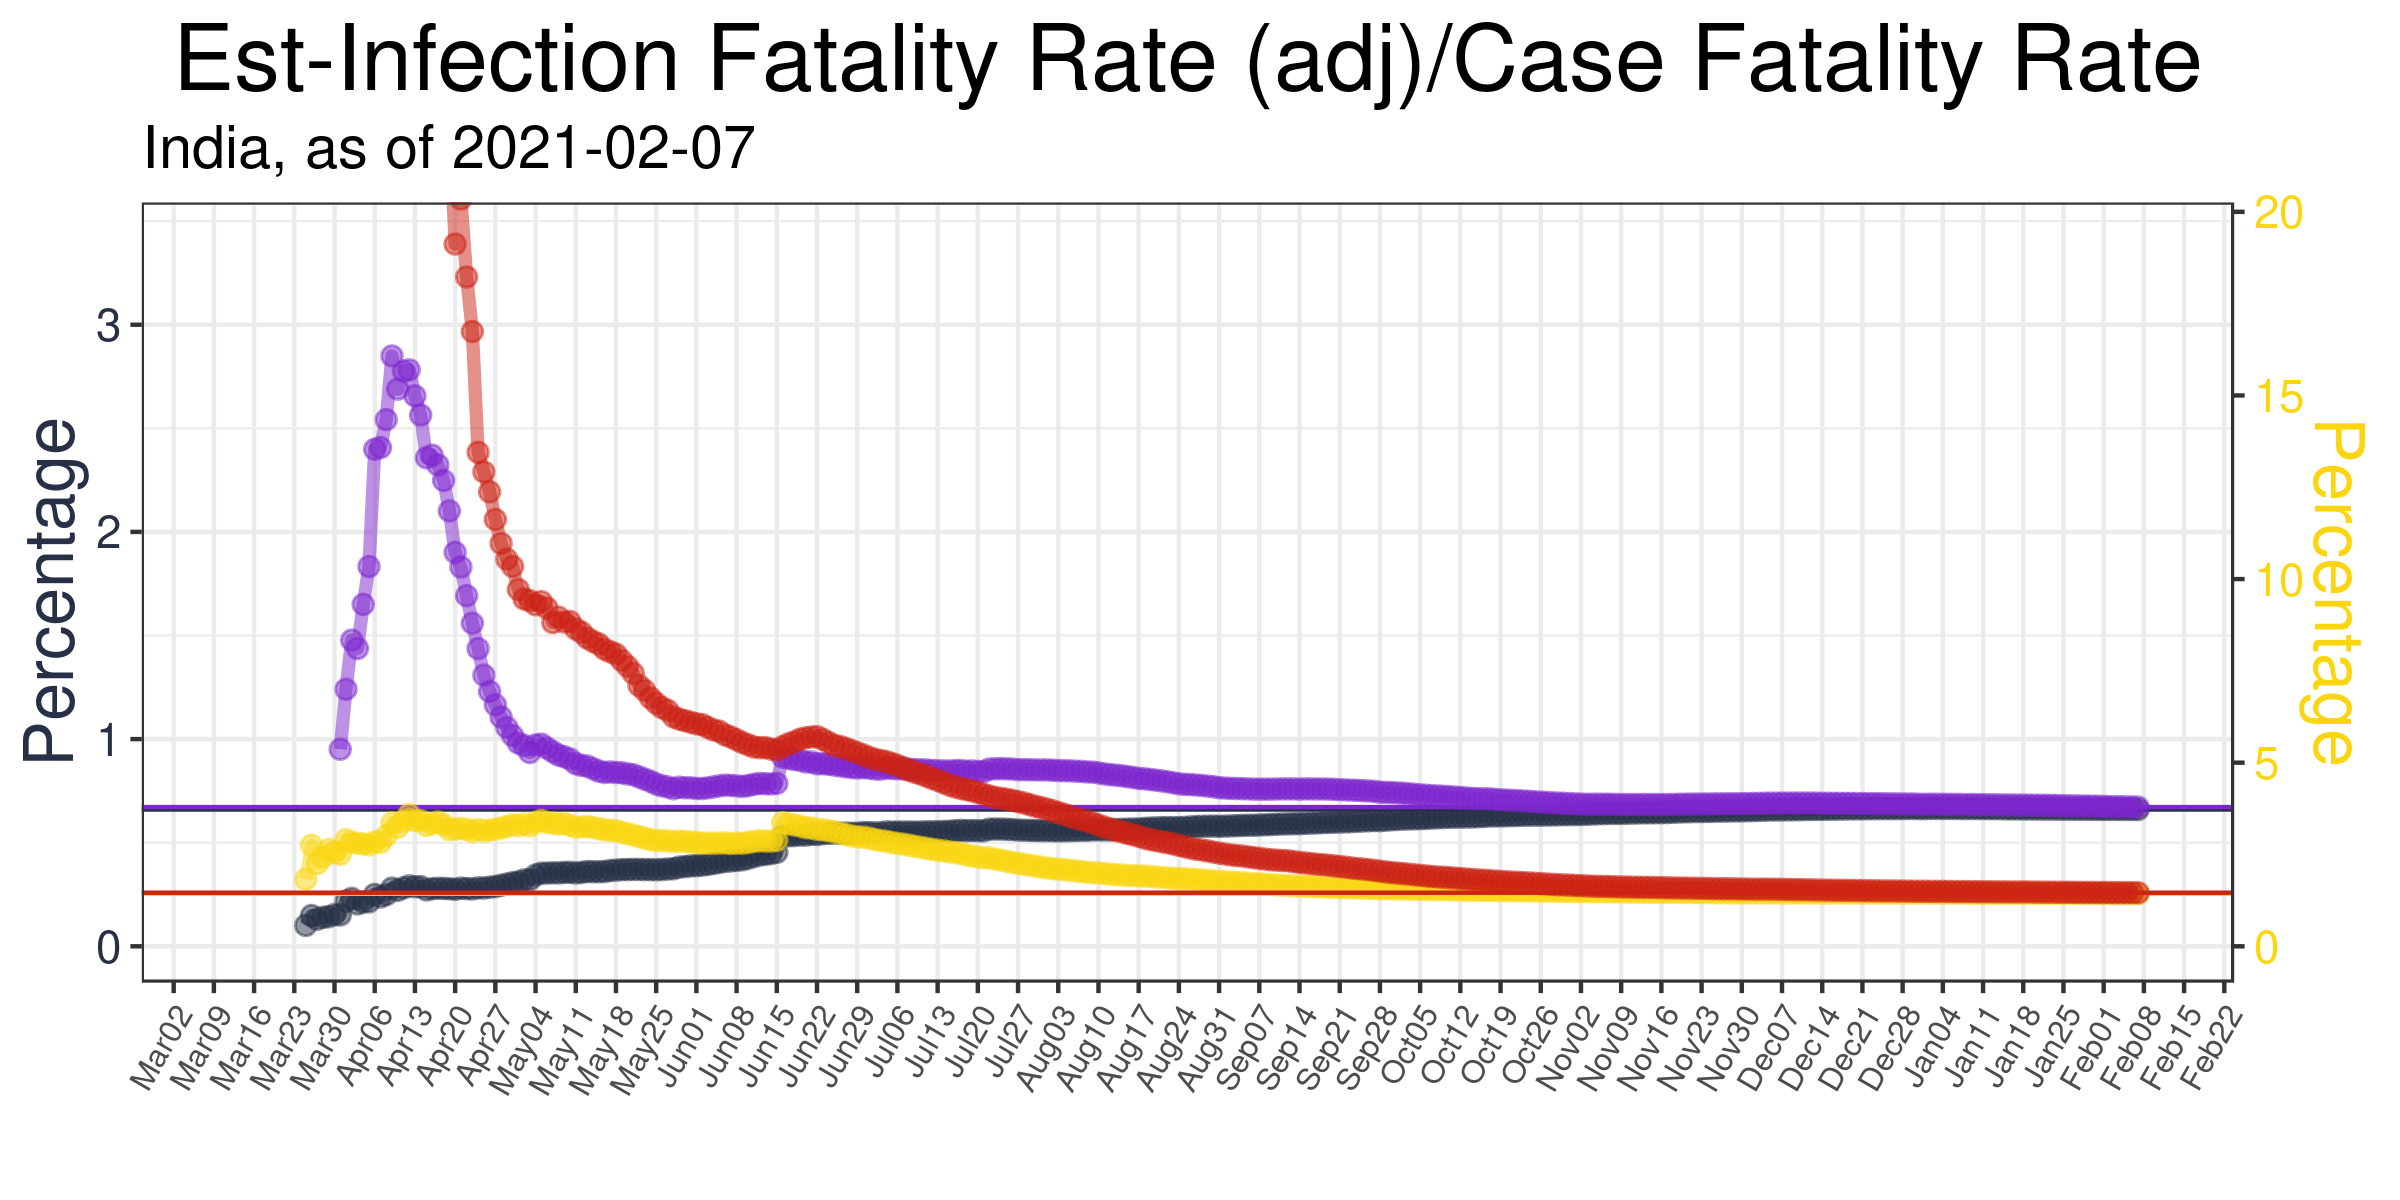 Est-Infection Fatality Rate (adj)/Case Fatality Rate
India, as of 2021-02-07
Percentage
3
2
1
0
20
15
10
5
0
Percentage
Mar02
Mar09
Mar16
Mar23
Mar30
Apr06
Apr13
Apr20
Apr27
May04
May11
May18
May25
Jun01
Jun08
Jun15
Jun22
Jun29
Jul06
Jul13
Jul20
Jul27
Aug03
Aug10
Aug17
Aug24
Aug31
Sep07
Sep14
Sep21
Sep28
Oct05
Oct12
Oct19
Oct26
Nov02
Nov09
Nov16
Nov23
Nov30
Dec07
Dec14
Dec21
Dec28
Jan04
Jan11
Jan18
Jan25
Feb01
Feb08
Feb15
Feb22